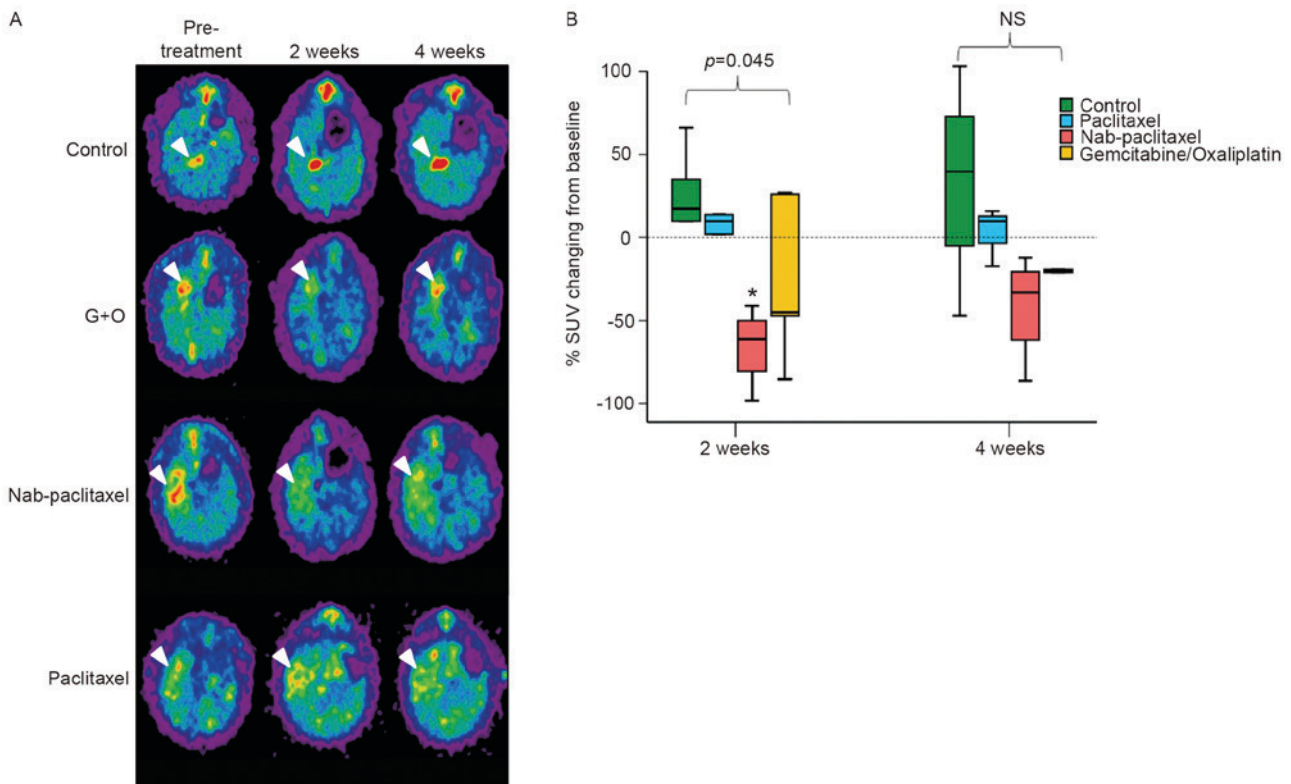 A
Pre-
treatment
2 weeks
4 weeks
Control
G+O
Nab-paclitaxel
Paclitaxel
B
NS
p=0.045
Control
Paclitaxel
Nab-paclitaxel
Gemcitabine/Oxaliplatin
% SUV changing from baseline
100
50
0
-50
-100
*
2 weeks
4 weeks